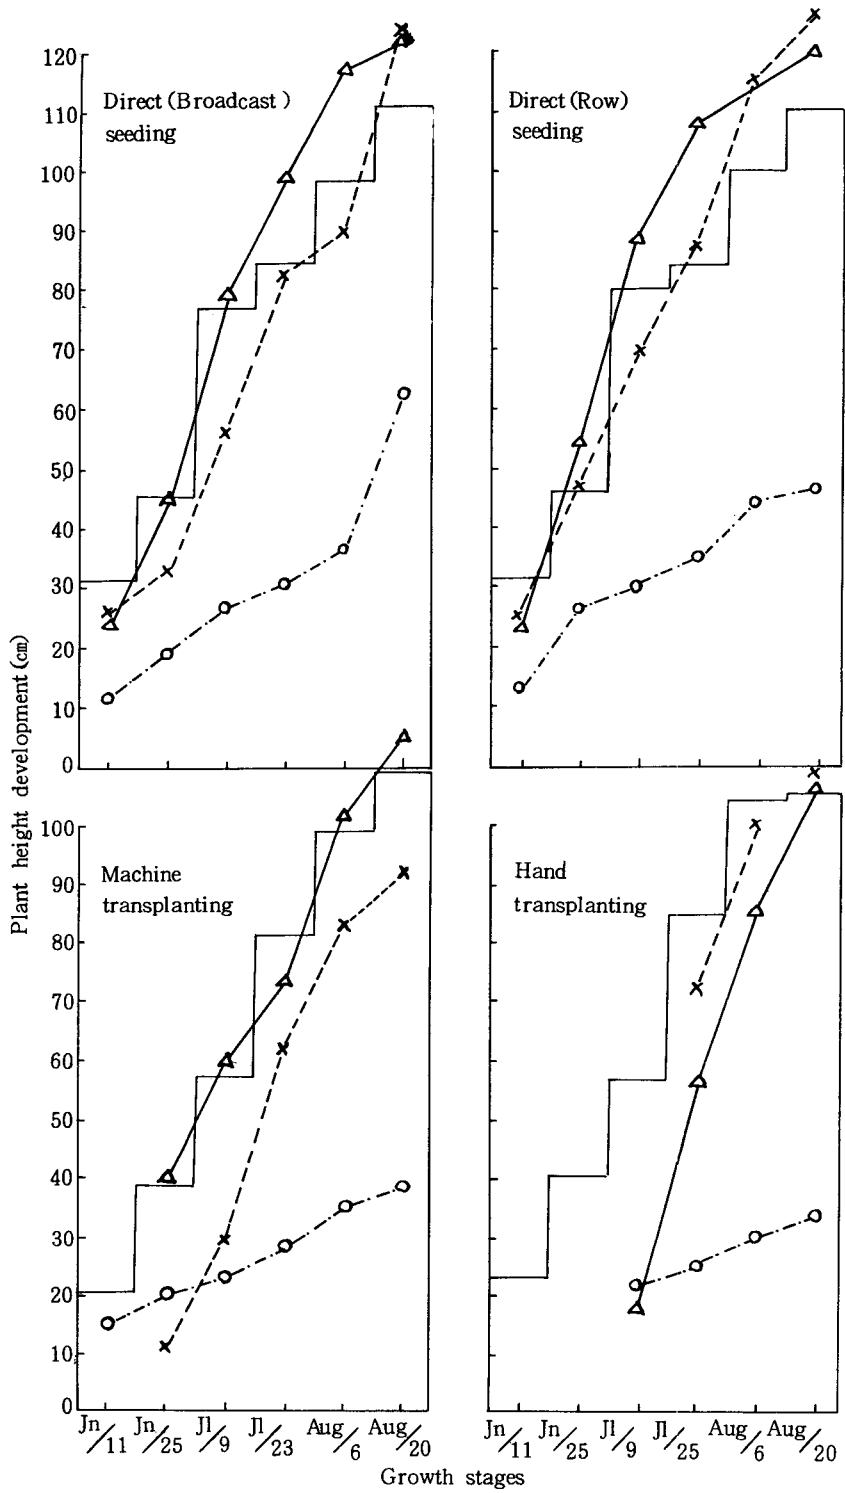 120
110
100
90
80
70
60
50
40
30
20
10
0
Direct (Broadcast)
seeding
Direct (Row)
seeding
Plant height development (cm)
100
90
80
70
60
50
40
30
20
10
0
Machine
transplanting
Hand
transplanting
Jn/11 Jn/25 Jl/9 Jl/23 Aug/6 Aug/20
Jn/11 Jn/25 Jl/9 Jl/25 Aug/6 Aug/20
Growth stages